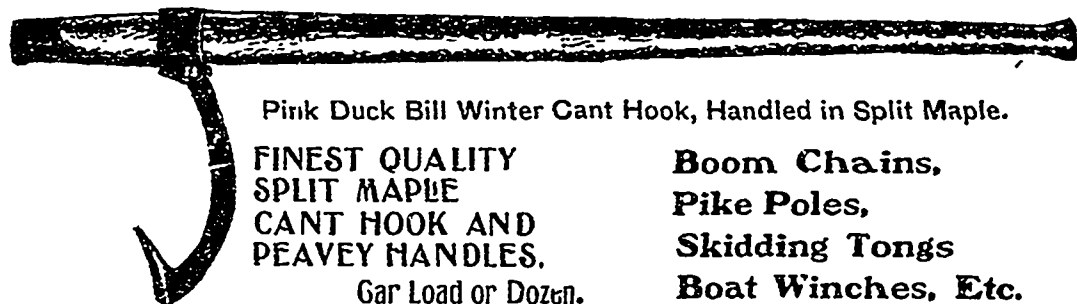 Pink Duck Bill Winter Cant Hook, Handled in Split Maple.
FINEST QUALITY
SPLIT MAPLE
CANT HOOK AND
PEAVEY HANDLES.
Car Load or Dozen.
Boom Chains,
Pike Poles,
Skidding Tongs
Boat Winches, Etc.